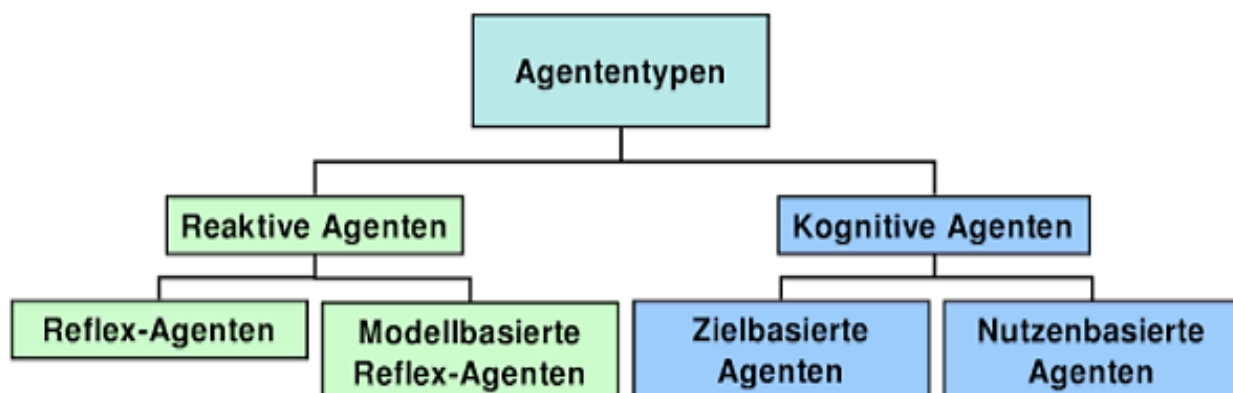 Agententypen
Reaktive Agenten
Kognitive Agenten
Reflex-Agenten
Modellbasierte
Reflex-Agenten
Zielbasierte
Agenten
Nutzenbasierte
Agenten